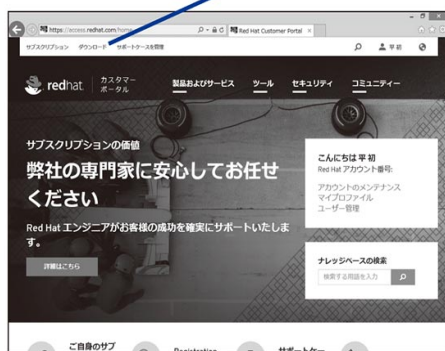 https://access.redhat.com/home
Red Hat Customer Portal
サブスクリプション ダウンロード サポートケースを管理
平 初
redhat. カスタマーポータル
製品およびサービス ツール セキュリティ コミュニティー
サブスクリプションの価値
弊社の専門家に安心してお任せ
ください
Red Hat エンジニアがお客様の成功を確実にサポートいたしま
す。
詳細はこちら
こんにちは 平 初
Red Hat アカウント番号:
アカウントのメンテナンス
マイプロファイル
ユーザー管理
ナレッジベースの検索
検索する用語を入力
ご自身のサブ
Registration
サポートケー